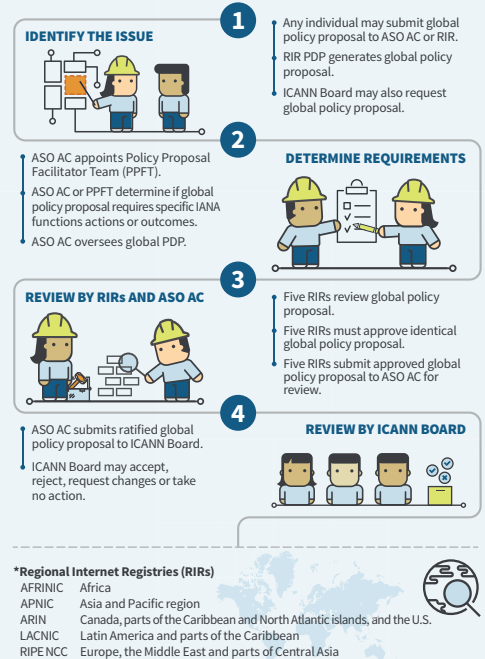 1
IDENTIFY THE ISSUE
Any individual may submit global
policy proposal to ASO AC or RIR.
RIR PDP generates global policy
proposal.
ICANN Board may also request
global policy proposal.
2
DETERMINE REQUIREMENTS
ASO AC appoints Policy Proposal
Facilitator Team (PPFT).
ASO AC or PPFT determine if global
policy proposal requires specific IANA
functions actions or outcomes.
ASO AC oversees global PDP.
3
REVIEW BY RIRs AND ASO AC
Five RIRs review global policy
proposal.
Five RIRs must approve identical
global policy proposal.
Five RIRs submit approved global
policy proposal to ASO AC for
review.
4
REVIEW BY ICANN BOARD
ASO AC submits ratified global
policy proposal to ICANN Board.
ICANN Board may accept,
reject, request changes or take
no action.
*Regional Internet Registries (RIRs)
AFRINIC Africa
APNIC Asia and Pacific region
ARIN Canada, parts of the Caribbean and North Atlantic islands, and the U.S.
LACNIC Latin America and parts of the Caribbean
RIPE NCC Europe, the Middle East and parts of Central Asia